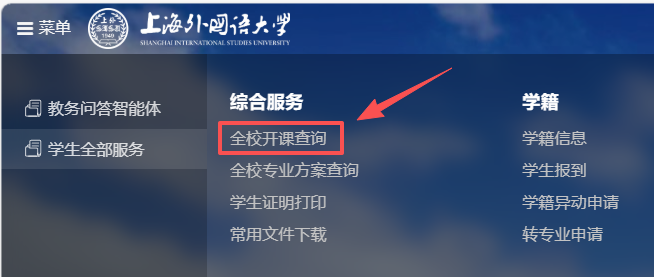 菜单
上海外国语大学
SHANGHAI INTERNATIONAL STUDIES UNIVERSITY
上外
1949
教务问答智能体
学生全部服务
综合服务
全校开课查询
全校专业方案查询
学生证明打印
常用文件下载
学籍
学籍信息
学生报到
学籍异动申请
转专业申请